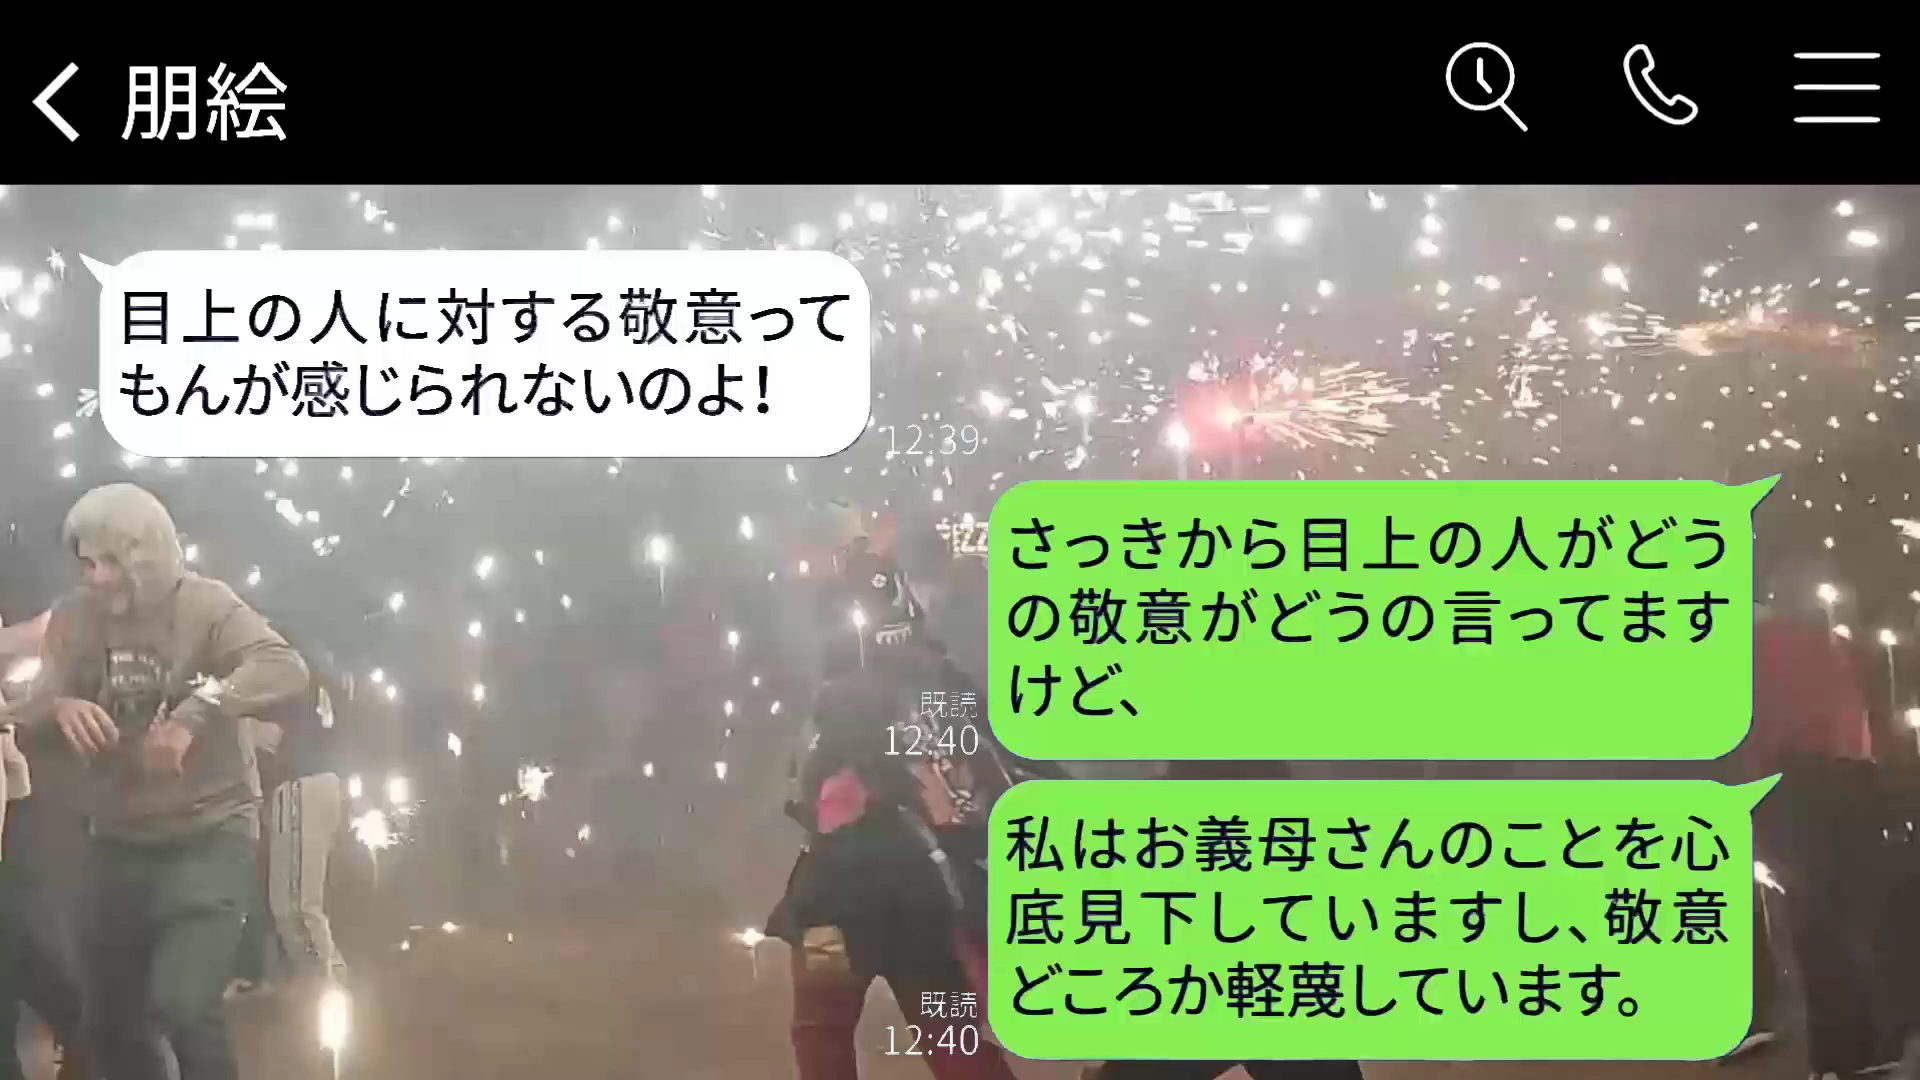 朋絵
目上の人に対する敬意って
もんが感じられないのよ！
12:39
さっきから目上の人がどう
の敬意がどうの言ってます
けど、
既読
12:40
私はお義母さんのことを心
底見下していますし、敬意
どころか軽蔑しています。
既読
12:40